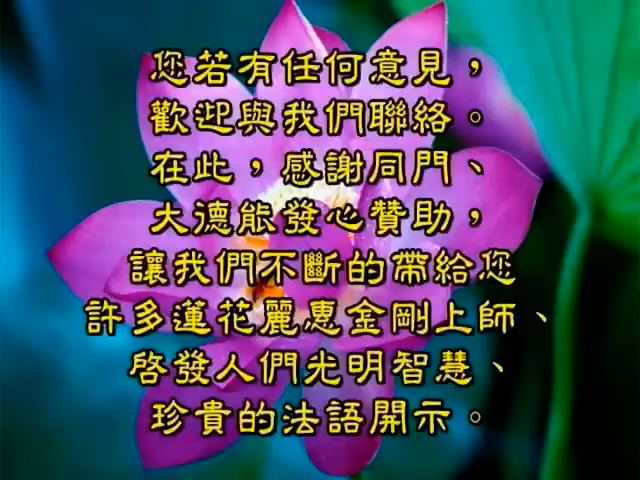 您若有任何意見，
歡迎與我們聯絡。
在此，感謝同門、
大德能發心贊助，
讓我們不斷的帶給您
許多蓮花麗惠金剛上師、
啓發人們光明智慧、
珍貴的法語開示。